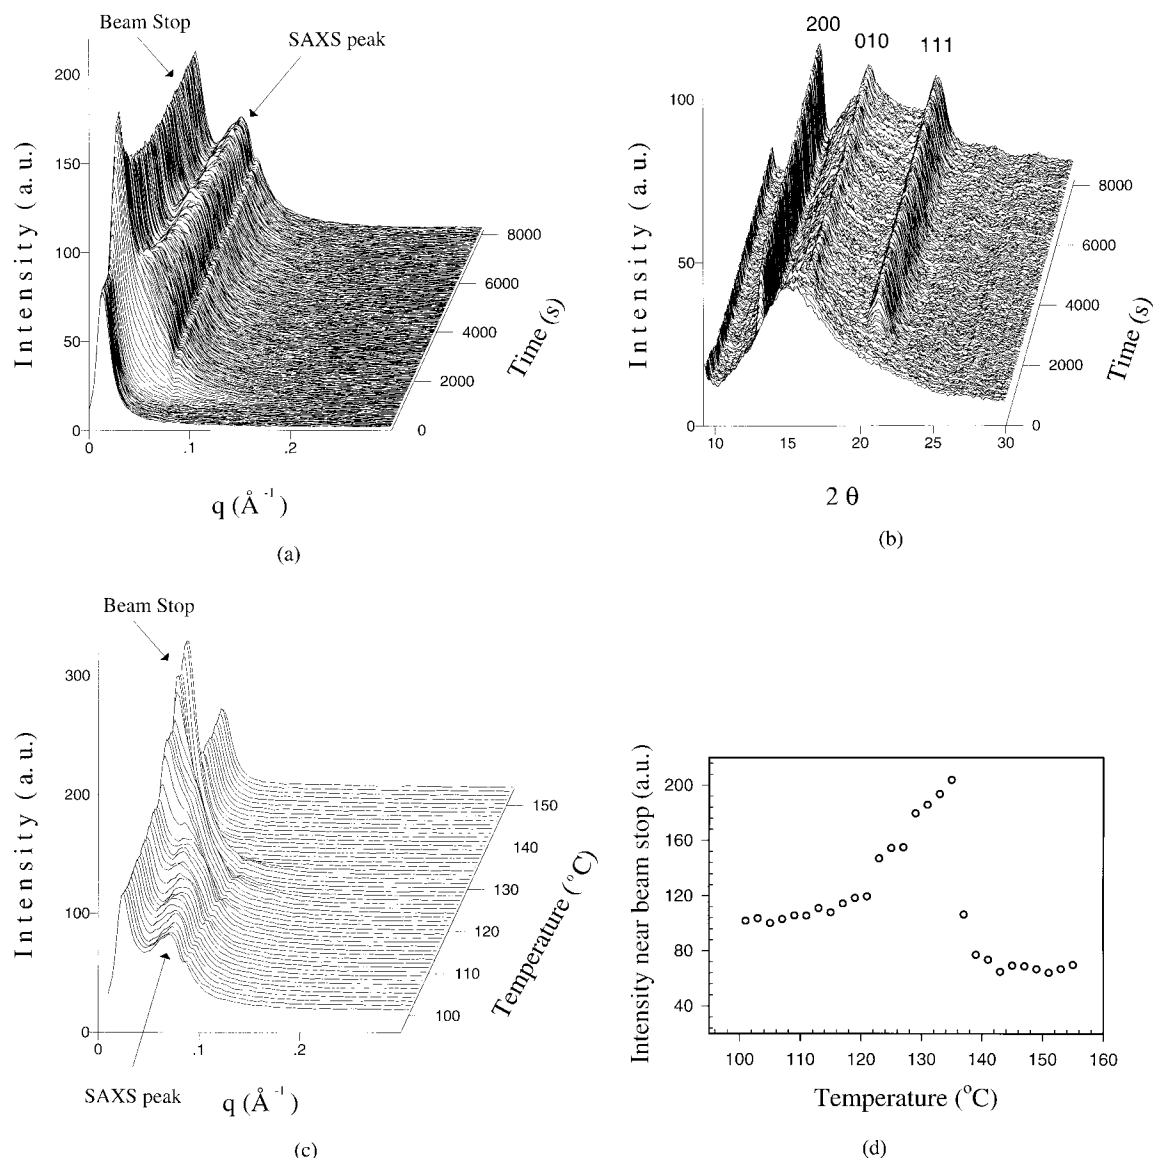 Beam Stop
SAXS peak
200
150
100
50
0
0
.1
.2
0
2000
4000
6000
8000
Intensity ( a. u.)
Time (s)
q (Å⁻¹)
(a)
200
010
111
100
50
0
10
15
20
25
30
0
2000
4000
6000
8000
Intensity ( a. u.)
Time (s)
2 θ
(b)
Beam Stop
300
200
100
0
0
.1
.2
100
110
120
130
140
150
Intensity ( a. u.)
Temperature (°C)
SAXS peak
q (Å⁻¹)
(c)
200
160
120
80
40
100
110
120
130
140
150
160
Intensity near beam stop (a.u.)
Temperature (°C)
(d)